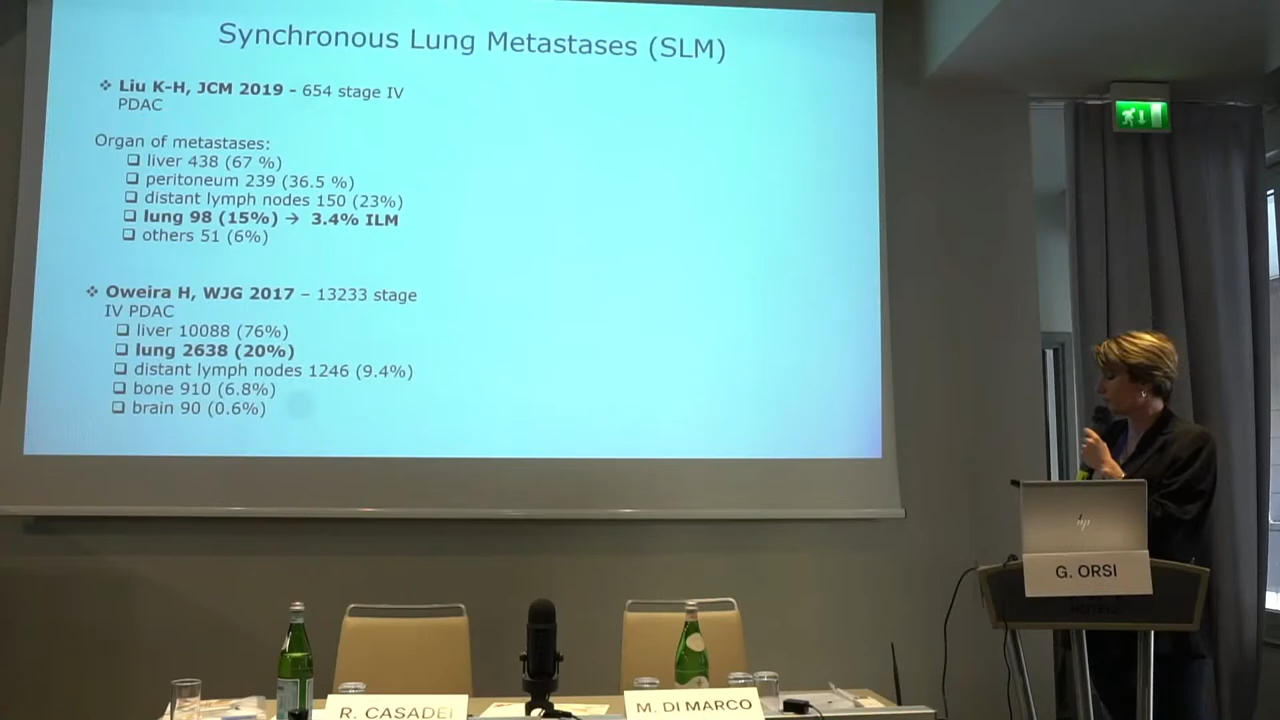 Synchronous Lung Metastases (SLM)
❖ Liu K-H, JCM 2019 - 654 stage IV
PDAC
Organ of metastases:
❑ liver 438 (67 %)
❑ peritoneum 239 (36.5 %)
❑ distant lymph nodes 150 (23%)
❑ lung 98 (15%) → 3.4% ILM
❑ others 51 (6%)
❖ Oweira H, WJG 2017 – 13233 stage
IV PDAC
❑ liver 10088 (76%)
❑ lung 2638 (20%)
❑ distant lymph nodes 1246 (9.4%)
❑ bone 910 (6.8%)
❑ brain 90 (0.6%)
hp
G. ORSI
R. CASADEI
M. DI MARCO